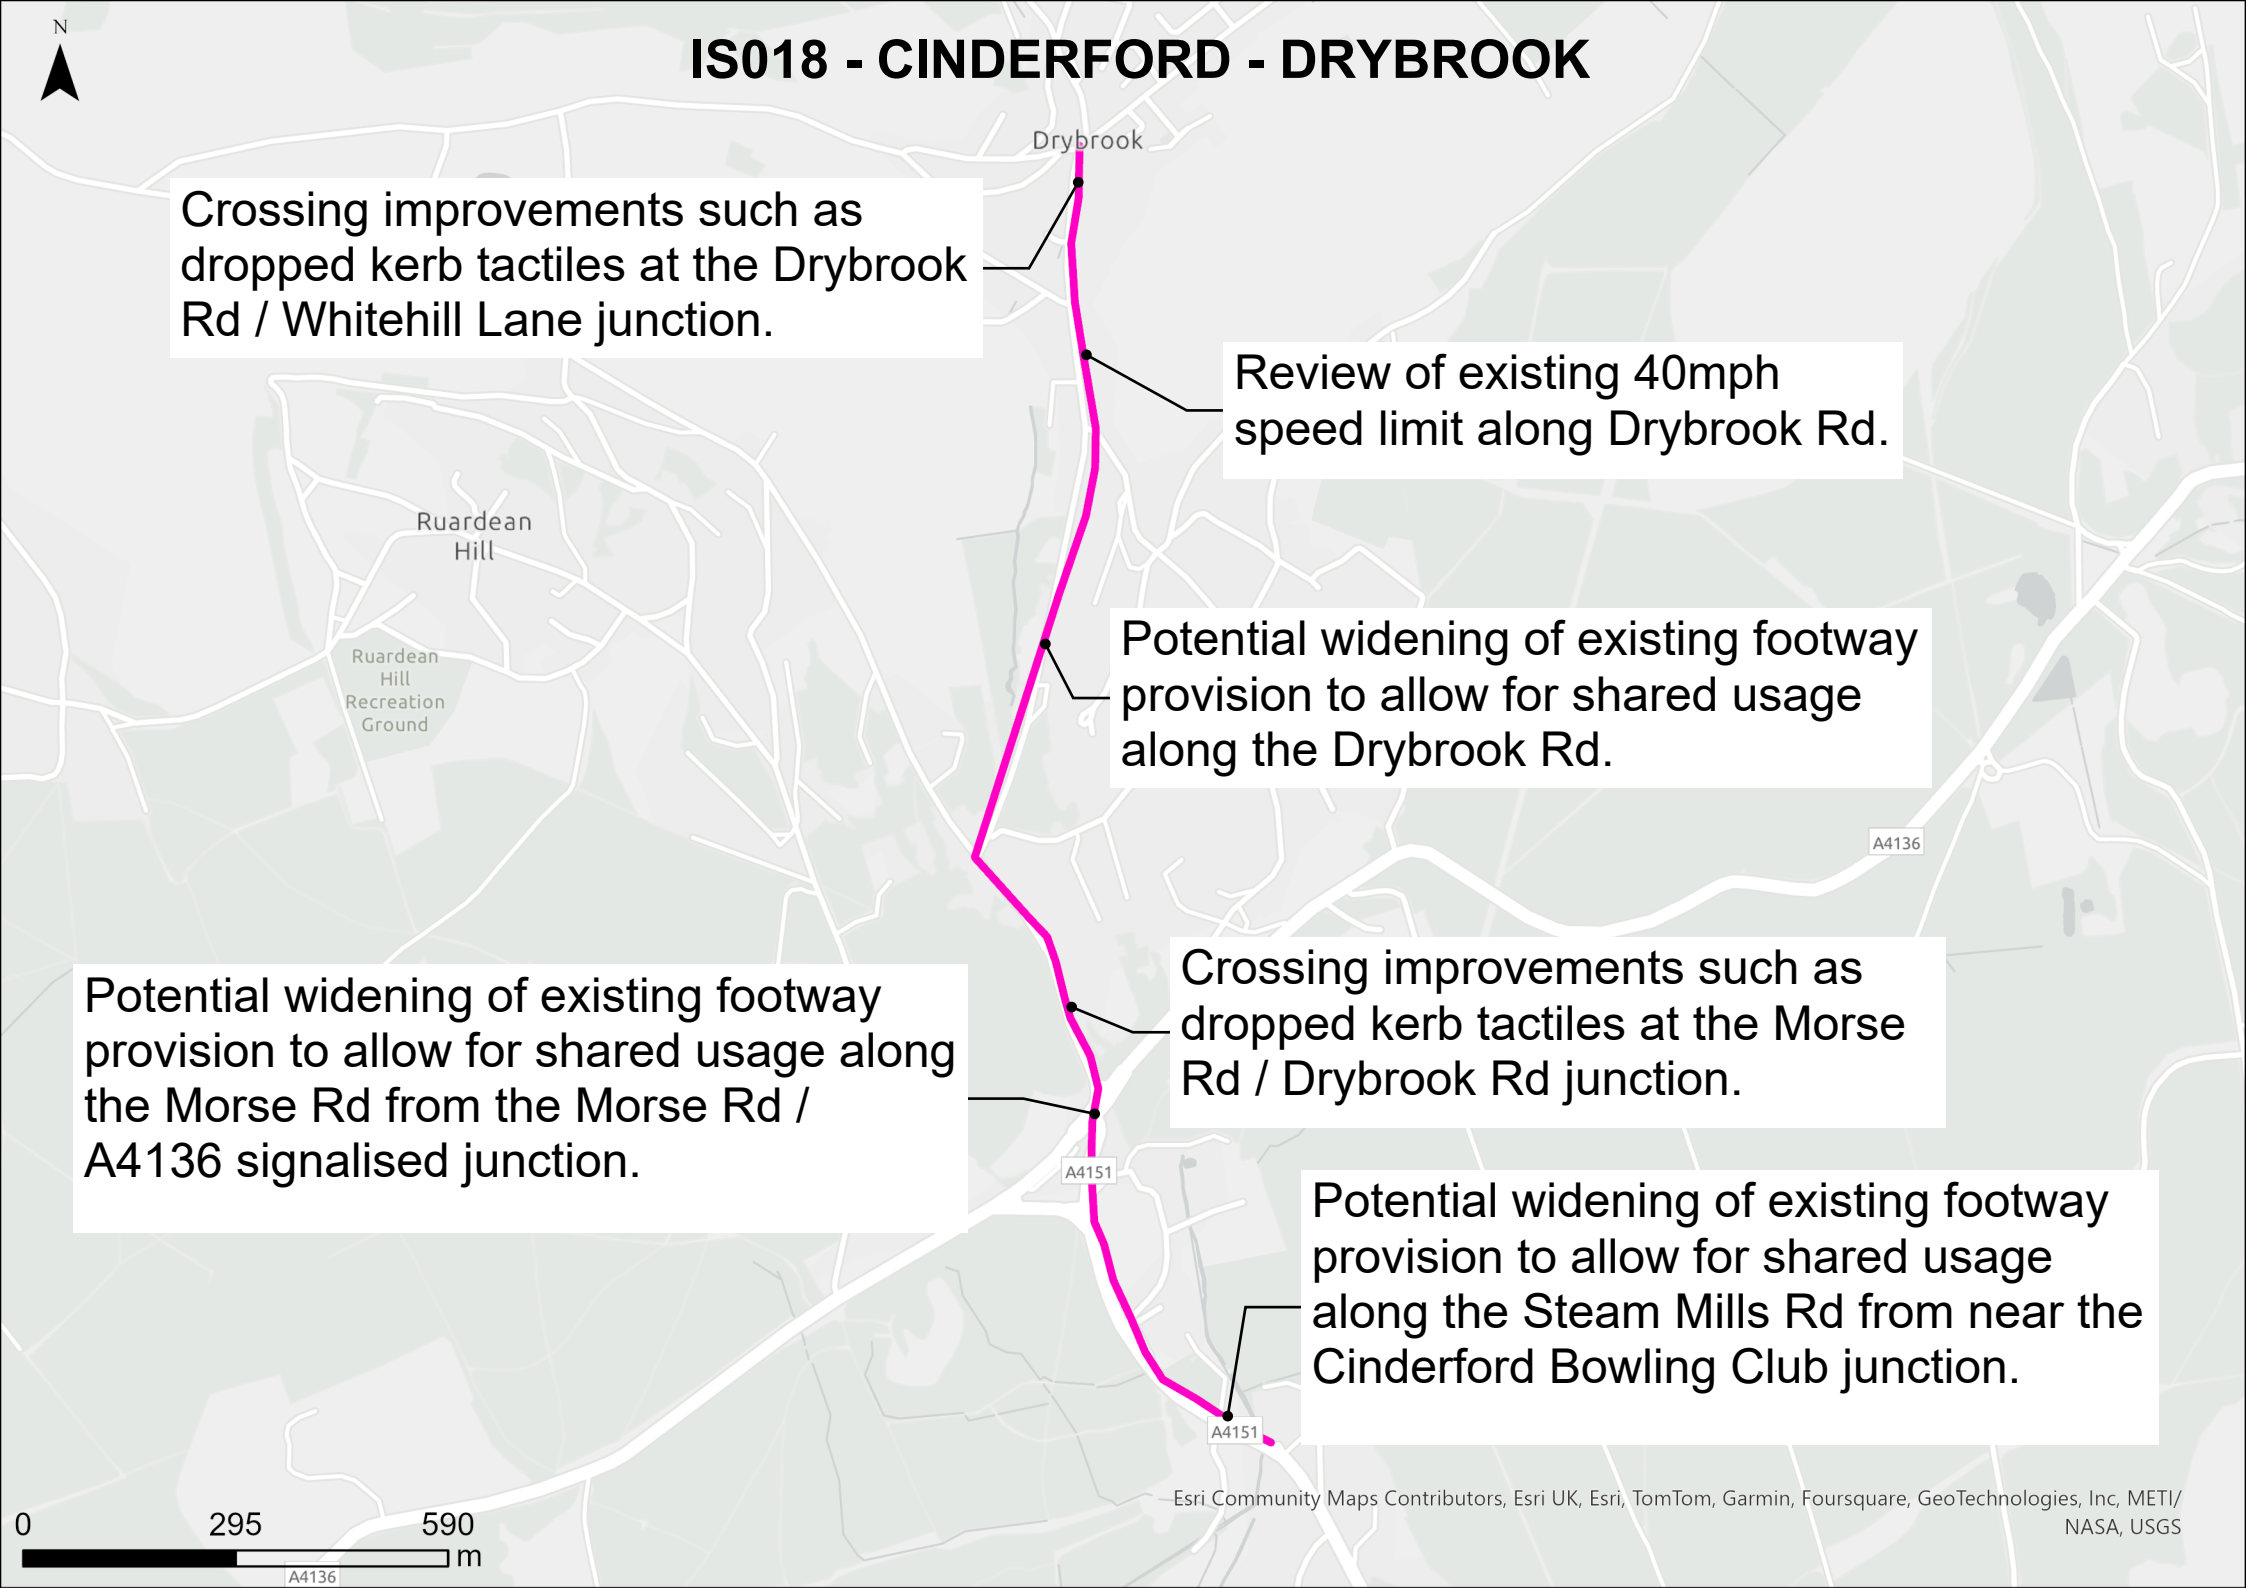 N
IS018 - CINDERFORD - DRYBROOK
Drybrook
Crossing improvements such as
dropped kerb tactiles at the Drybrook
Rd / Whitehill Lane junction.
Review of existing 40mph
speed limit along Drybrook Rd.
Ruardean
Hill
Ruardean
Hill
Recreation
Ground
Potential widening of existing footway
provision to allow for shared usage
along the Drybrook Rd.
A4136
Crossing improvements such as
dropped kerb tactiles at the Morse
Rd / Drybrook Rd junction.
Potential widening of existing footway
provision to allow for shared usage along
the Morse Rd from the Morse Rd /
A4136 signalised junction.
A4151
Potential widening of existing footway
provision to allow for shared usage
along the Steam Mills Rd from near the
Cinderford Bowling Club junction.
A4151
Esri Community Maps Contributors, Esri UK, Esri, TomTom, Garmin, Foursquare, GeoTechnologies, Inc, METI/
NASA, USGS
0 295 590
m
A4136